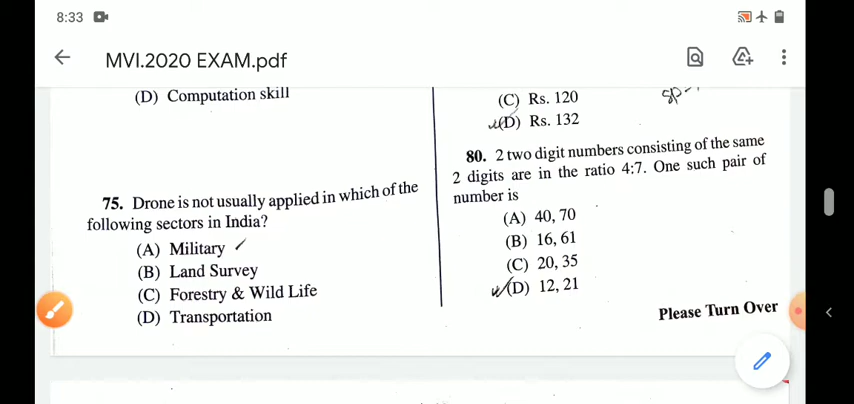 8:33
MVI.2020 EXAM.pdf
(D) Computation skill
75. Drone is not usually applied in which of the
following sectors in India?
(A) Military
(B) Land Survey
(C) Forestry & Wild Life
(D) Transportation
(C) Rs. 120
(D) Rs. 132
80. 2 two digit numbers consisting of the same
2 digits are in the ratio 4:7. One such pair of
number is
(A) 40, 70
(B) 16, 61
(C) 20, 35
(D) 12, 21
Please Turn Over